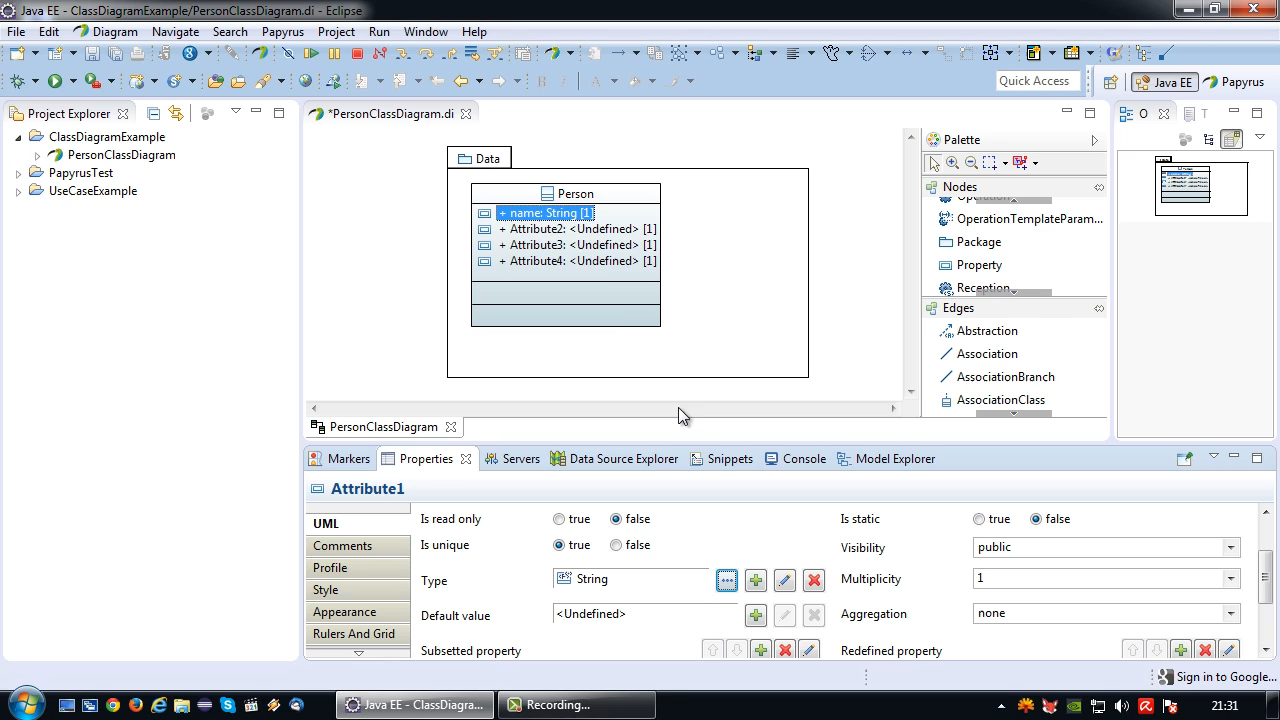 Java EE - ClassDiagramExample/PersonClassDiagram.di - Eclipse
File Edit Diagram Navigate Search Papyrus Project Run Window Help
Quick Access
Java EE
Papyrus
Project Explorer
ClassDiagramExample
PersonClassDiagram
PapyrusTest
UseCaseExample
*PersonClassDiagram.di
Data
Person
+ name: String [1]
+ Attribute2: <Undefined> [1]
+ Attribute3: <Undefined> [1]
+ Attribute4: <Undefined> [1]
PersonClassDiagram
Palette
Nodes
OperationTemplateParam...
Package
Property
Reception
Edges
Abstraction
Association
AssociationBranch
AssociationClass
O
T
Markers
Properties
Servers
Data Source Explorer
Snippets
Console
Model Explorer
Attribute1
UML
Comments
Profile
Style
Appearance
Rulers And Grid
Is read only true false
Is static true false
Is unique true false
Visibility public
Type String
Multiplicity 1
Default value <Undefined>
Aggregation none
Subsetted property
Redefined property
Sign in to Google...
Java EE - ClassDiagra...
Recording...
21:31